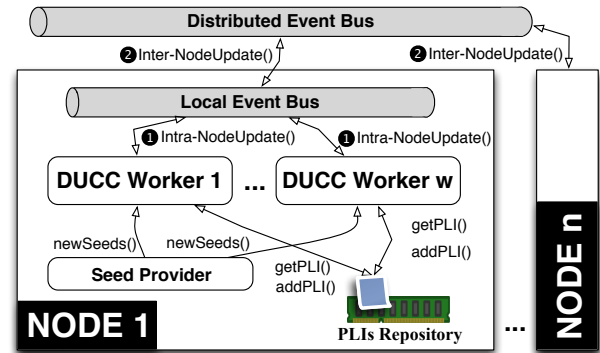 Distributed Event Bus
❷Inter-NodeUpdate()
❷Inter-NodeUpdate()
Local Event Bus
❶Intra-NodeUpdate()
❶Intra-NodeUpdate()
DUCC Worker 1
...
DUCC Worker w
newSeeds()
newSeeds()
getPLI()
addPLI()
getPLI()
addPLI()
Seed Provider
NODE 1
PLIs Repository
...
NODE n